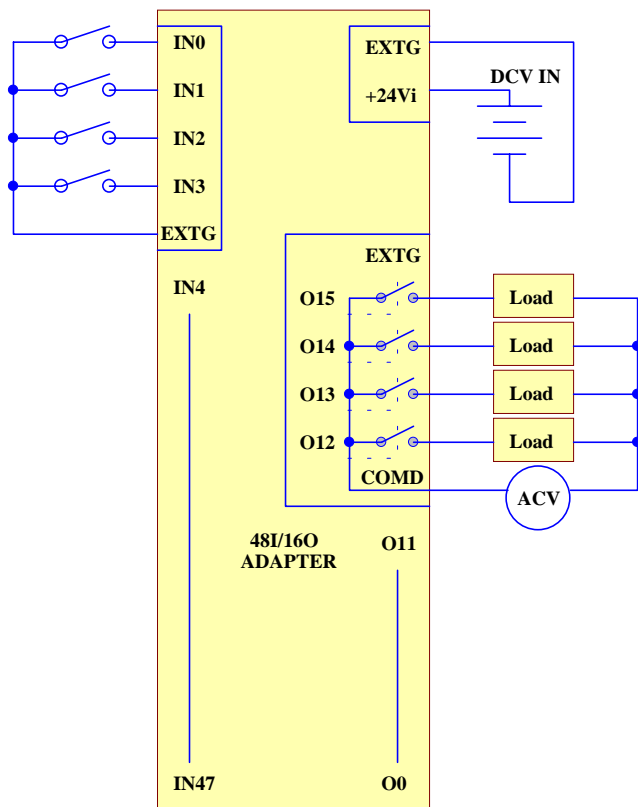 IN0
IN1
IN2
IN3
EXTG
IN4
IN47
EXTG
+24Vi
DCV IN
EXTG
O15
O14
O13
O12
COMD
Load
Load
Load
Load
ACV
48I/16O
ADAPTER
O11
O0